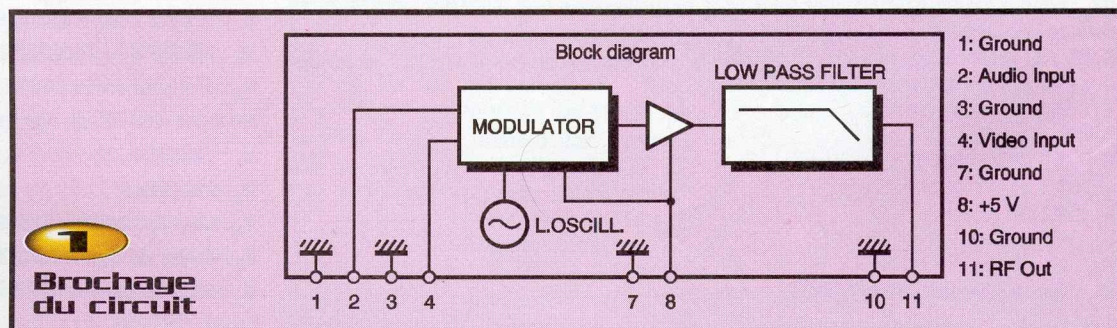 Block diagram
LOW PASS FILTER
MODULATOR
L.OSCILL.
1
2
3
4
7
8
10
11
1: Ground
2: Audio Input
3: Ground
4: Video Input
7: Ground
8: +5 V
10: Ground
11: RF Out
1
Brochage
du circuit